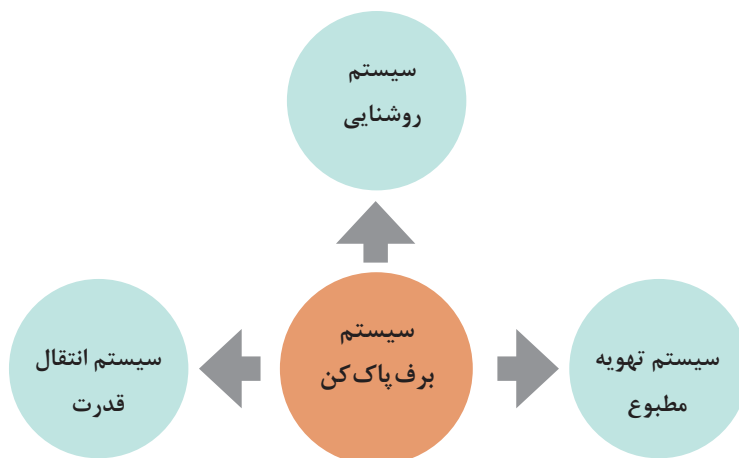 سیستم
روشنایی
سیستم
برف پاک کن
سیستم تهویه
مطبوع
سیستم انتقال
قدرت